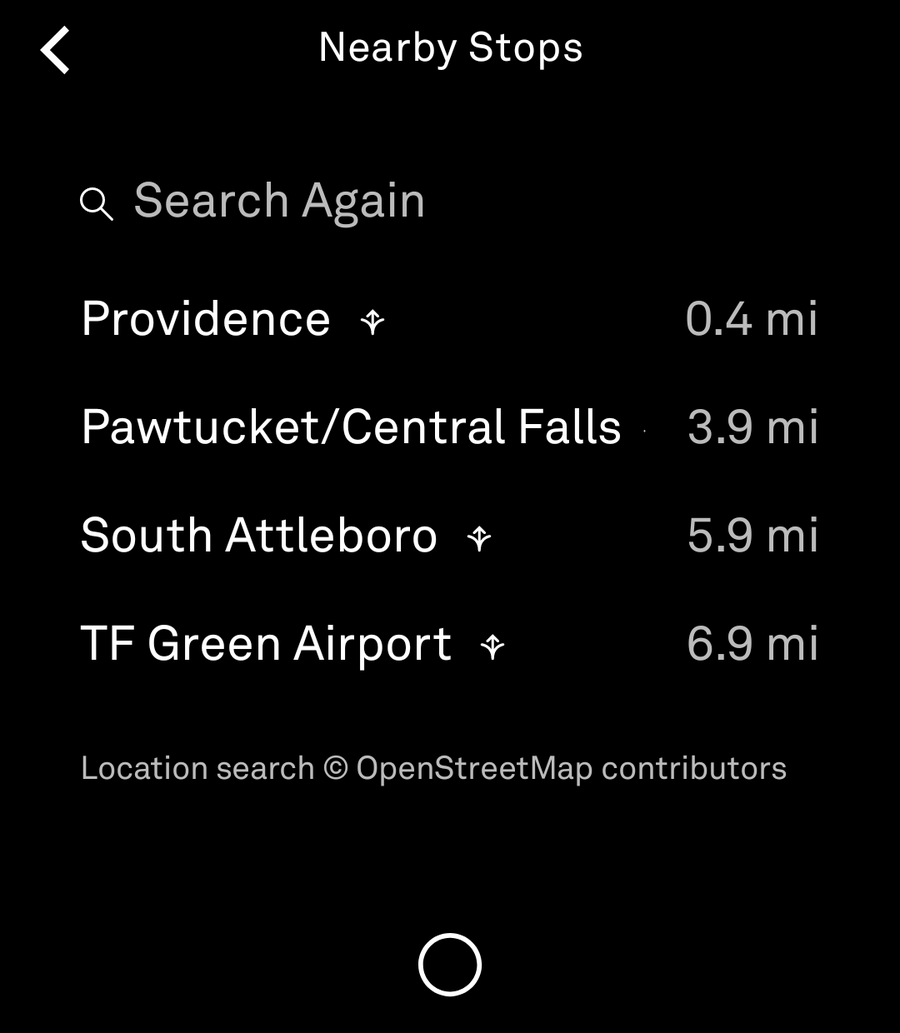 Nearby Stops
Search Again
Providence 0.4 mi
Pawtucket/Central Falls 3.9 mi
South Attleboro 5.9 mi
TF Green Airport 6.9 mi
Location search © OpenStreetMap contributors